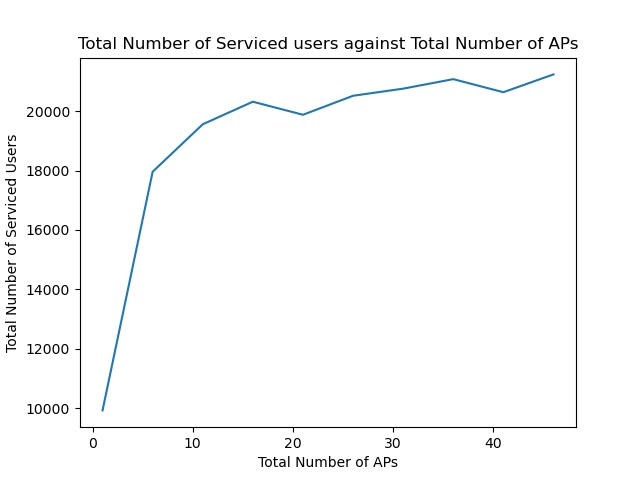 Total Number of Serviced users against Total Number of APs
Total Number of Serviced Users
20000
18000
16000
14000
12000
10000
0 10 20 30 40
Total Number of APs